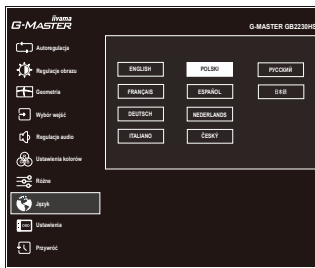 iiyama
G-MASTER
G-MASTER GB2230HS
Autoregulacja
Regulacja obrazu
Geometria
Wybór wejść
Regulacja audio
Ustawienia kolorów
Różne
Język
OSD
Ustawienia
Przywróć
ENGLISH
POLSKI
РУССКИЙ
FRANÇAIS
ESPAÑOL
日本語
DEUTSCH
NEDERLANDS
ITALIANO
ČESKÝ